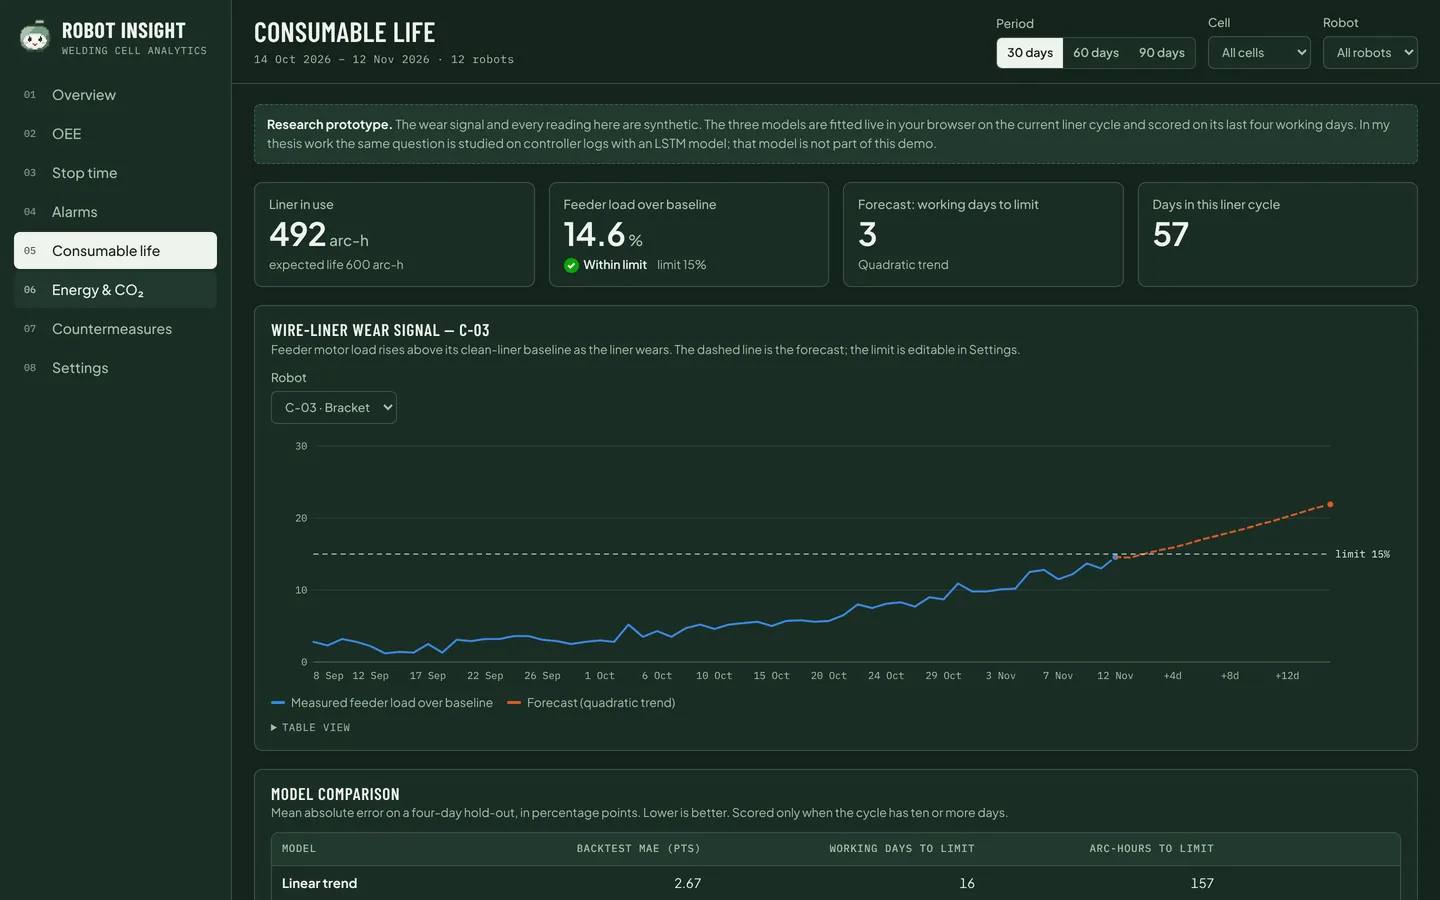 ROBOT INSIGHT
WELDING CELL ANALYTICS
01 Overview
02 OEE
03 Stop time
04 Alarms
05 Consumable life
06 Energy & CO₂
07 Countermeasures
08 Settings
CONSUMABLE LIFE
14 Oct 2026 – 12 Nov 2026 · 12 robots
Period
30 days 60 days 90 days
Cell
All cells
Robot
All robots
Research prototype. The wear signal and every reading here are synthetic. The three models are fitted live in your browser on the current liner cycle and scored on its last four working days. In my
thesis work the same question is studied on controller logs with an LSTM model; that model is not part of this demo.
Liner in use
492 arc-h
expected life 600 arc-h
Feeder load over baseline
14.6 %
Within limit limit 15%
Forecast: working days to limit
3
Quadratic trend
Days in this liner cycle
57
WIRE-LINER WEAR SIGNAL — C-03
Feeder motor load rises above its clean-liner baseline as the liner wears. The dashed line is the forecast; the limit is editable in Settings.
Robot
C-03 · Bracket
30
20
limit 15%
10
0
8 Sep 12 Sep 17 Sep 22 Sep 26 Sep 1 Oct 6 Oct 10 Oct 15 Oct 20 Oct 24 Oct 29 Oct 3 Nov 7 Nov 12 Nov +4d +8d +12d
Measured feeder load over baseline Forecast (quadratic trend)
TABLE VIEW
MODEL COMPARISON
Mean absolute error on a four-day hold-out, in percentage points. Lower is better. Scored only when the cycle has ten or more days.
MODEL BACKTEST MAE (PTS) WORKING DAYS TO LIMIT ARC-HOURS TO LIMIT
Linear trend 2.67 16 157